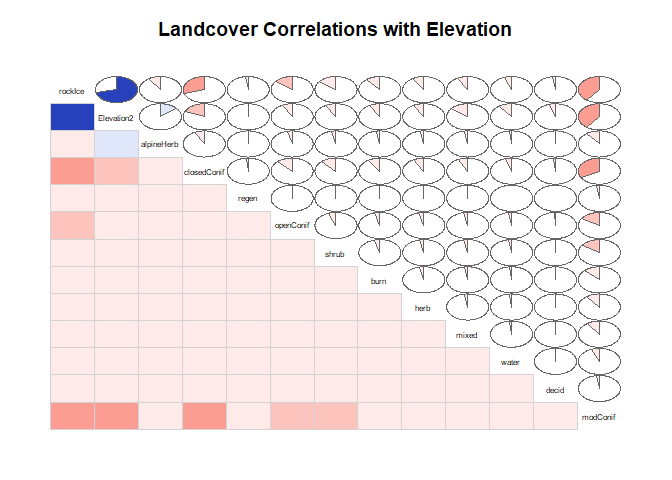 Landcover Correlations with Elevation
rockIce
Elevation2
alpineHerb
closedConif
regen
openConif
shrub
burn
herb
mixed
water
decid
modConif